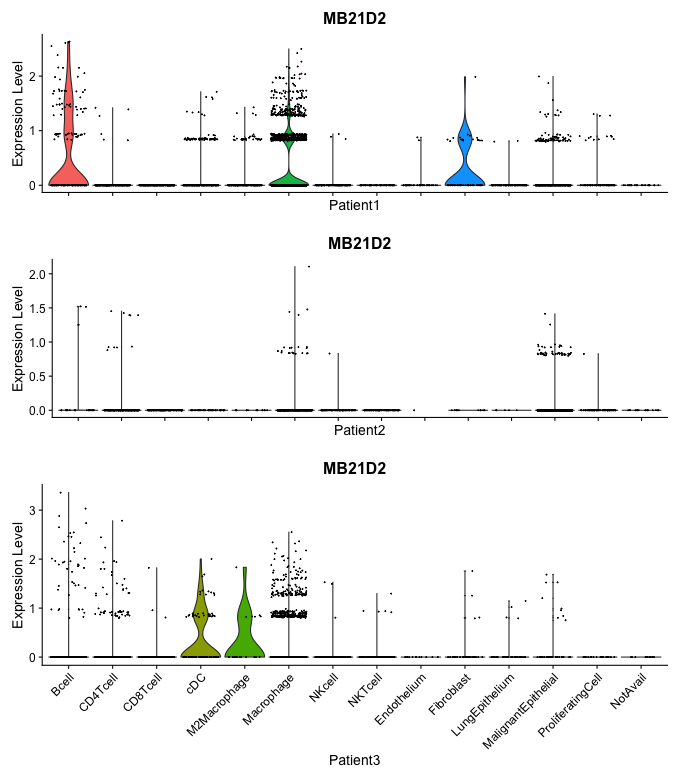 MB21D2
Expression Level
2
1
0
Patient1
MB21D2
Expression Level
2.0
1.5
1.0
0.5
0.0
Patient2
MB21D2
Expression Level
3
2
1
0
Bcell
CD4Tcell
CD8Tcell
cDC
M2Macrophage
Macrophage
NKcell
NKTcell
Endothelium
Fibroblast
LungEpithelium
MalignantEpithelial
ProliferatingCell
NotAvail
Patient3